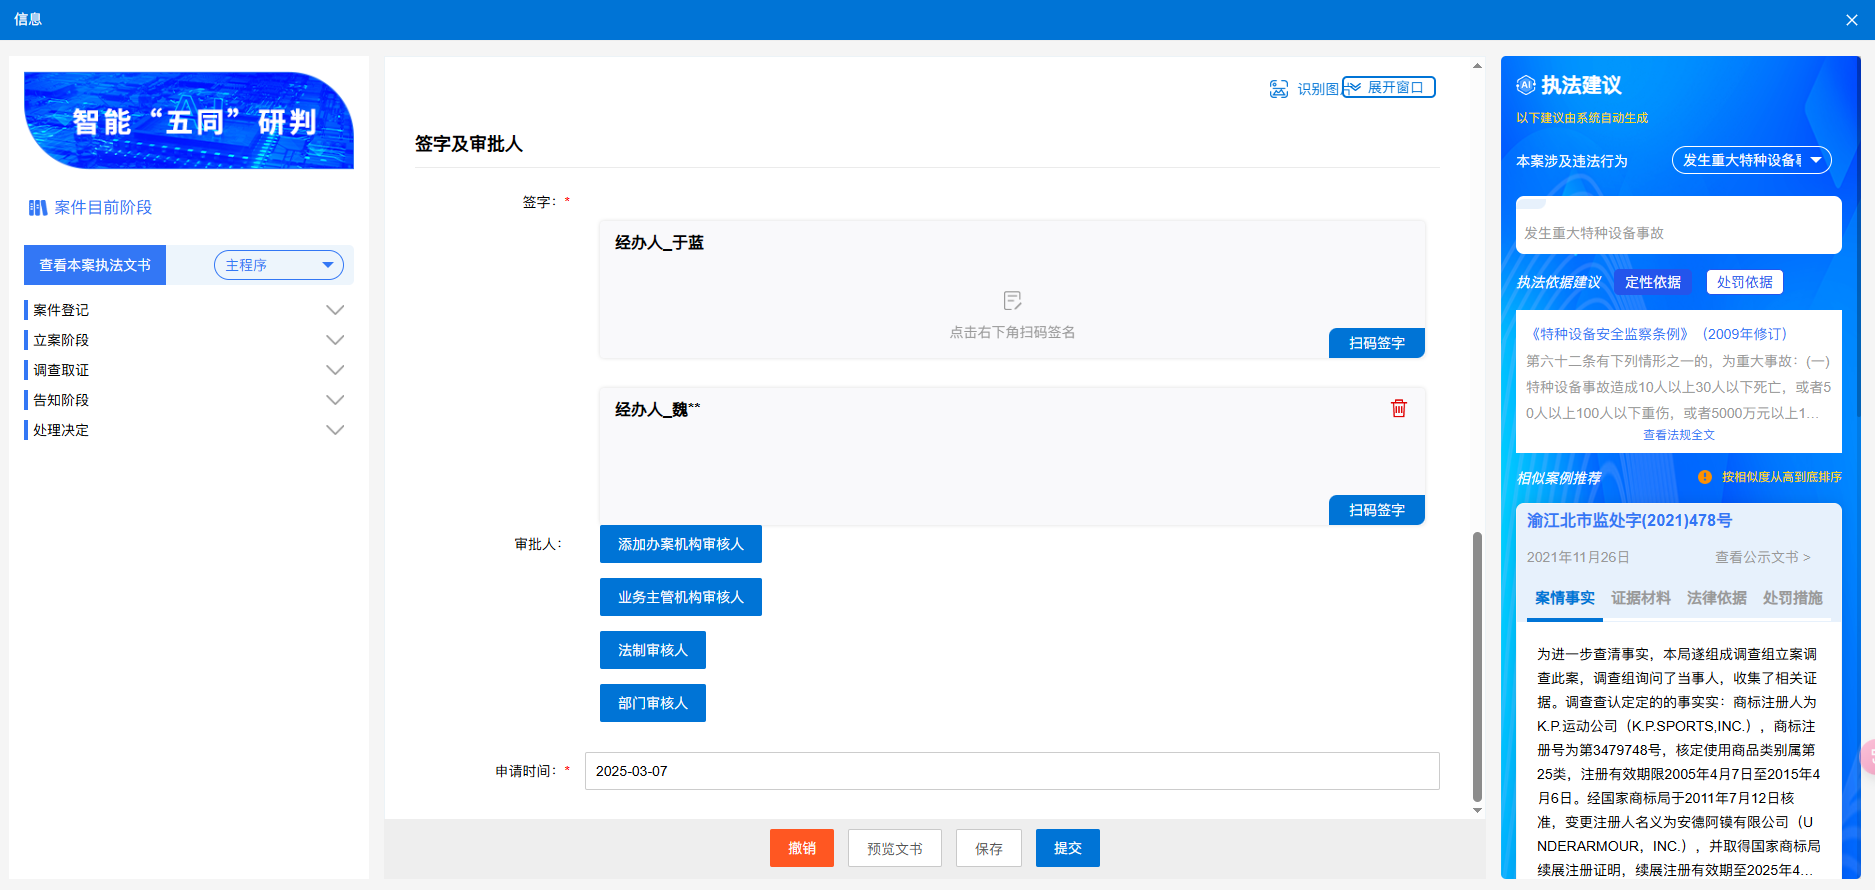 信息
智能“五同”研判
案件目前阶段
查看本案执法文书
主程序
案件登记
立案阶段
调查取证
告知阶段
处理决定
识别图
展开窗口
签字及审批人
签字：*
经办人_于蓝
点击右下角扫码签名
扫码签字
经办人_魏**
扫码签字
审批人：
添加办案机构审核人
业务主管机构审核人
法制审核人
部门审核人
申请时间：*
2025-03-07
撤销
预览文书
保存
提交
AI 执法建议
以下建议由系统自动生成
本案涉及违法行为
发生重大特种设备事
发生重大特种设备事故
执法依据建议
定性依据
处罚依据
《特种设备安全监察条例》（2009年修订）
第六十二条有下列情形之一的，为重大事故：(一)
特种设备事故造成10人以上30人以下死亡，或者5
0人以上100人以下重伤，或者5000万元以上1...
查看法规全文
相似案例推荐
按相似度从高到底排序
渝江北市监处字(2021)478号
2021年11月26日
查看公示文书 >
案情事实
证据材料
法律依据
处罚措施
为进一步查清事实，本局遂组成调查组立案调
查此案，调查组询问了当事人，收集了相关证
据。调查查认定定的的事实实：商标注册人为
K.P.运动公司（K.P.SPORTS,INC.），商标注
册号为第3479748号，核定使用商品类别属第
25类，注册有效期限2005年4月7日至2015年4
月6日。经国家商标局于2011年7月12日核
准，变更注册人名义为安德阿镆有限公司（U
NDERARMOUR，INC.），并取得国家商标局
续展注册证明，续展注册有效期至2025年4...